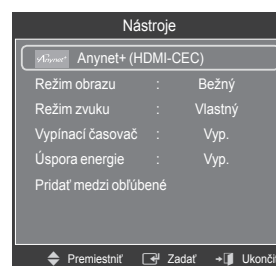 Nástroje
Anynet+ Anynet+ (HDMI-CEC)
Režim obrazu : Bežný
Režim zvuku : Vlastný
Vypínací časovač : Vyp.
Úspora energie : Vyp.
Pridať medzi obľúbené
Premiestniť Zadať Ukonči